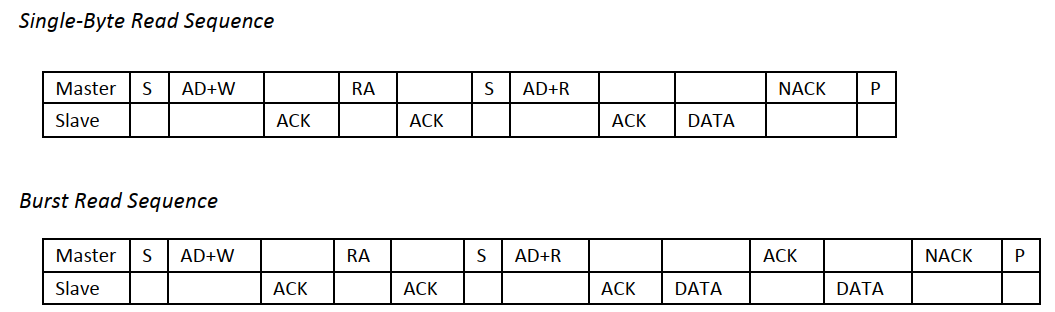 Single-Byte Read Sequence
Master S AD+W RA S AD+R NACK P
Slave ACK ACK ACK DATA
Burst Read Sequence
Master S AD+W RA S AD+R ACK NACK P
Slave ACK ACK ACK DATA DATA